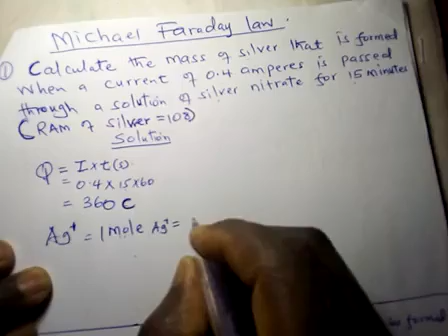 Michael Faraday law.
① Calculate the mass of silver that is formed
When a current of 0.4 amperes is passed
through a solution of silver nitrate for 15 minutes
(RAM of silver = 108)
Solution
Q = I x t(s)
= 0.4 x 15 x 60
= 360 C
Ag⁺ = 1 Mole Ag⁺ =